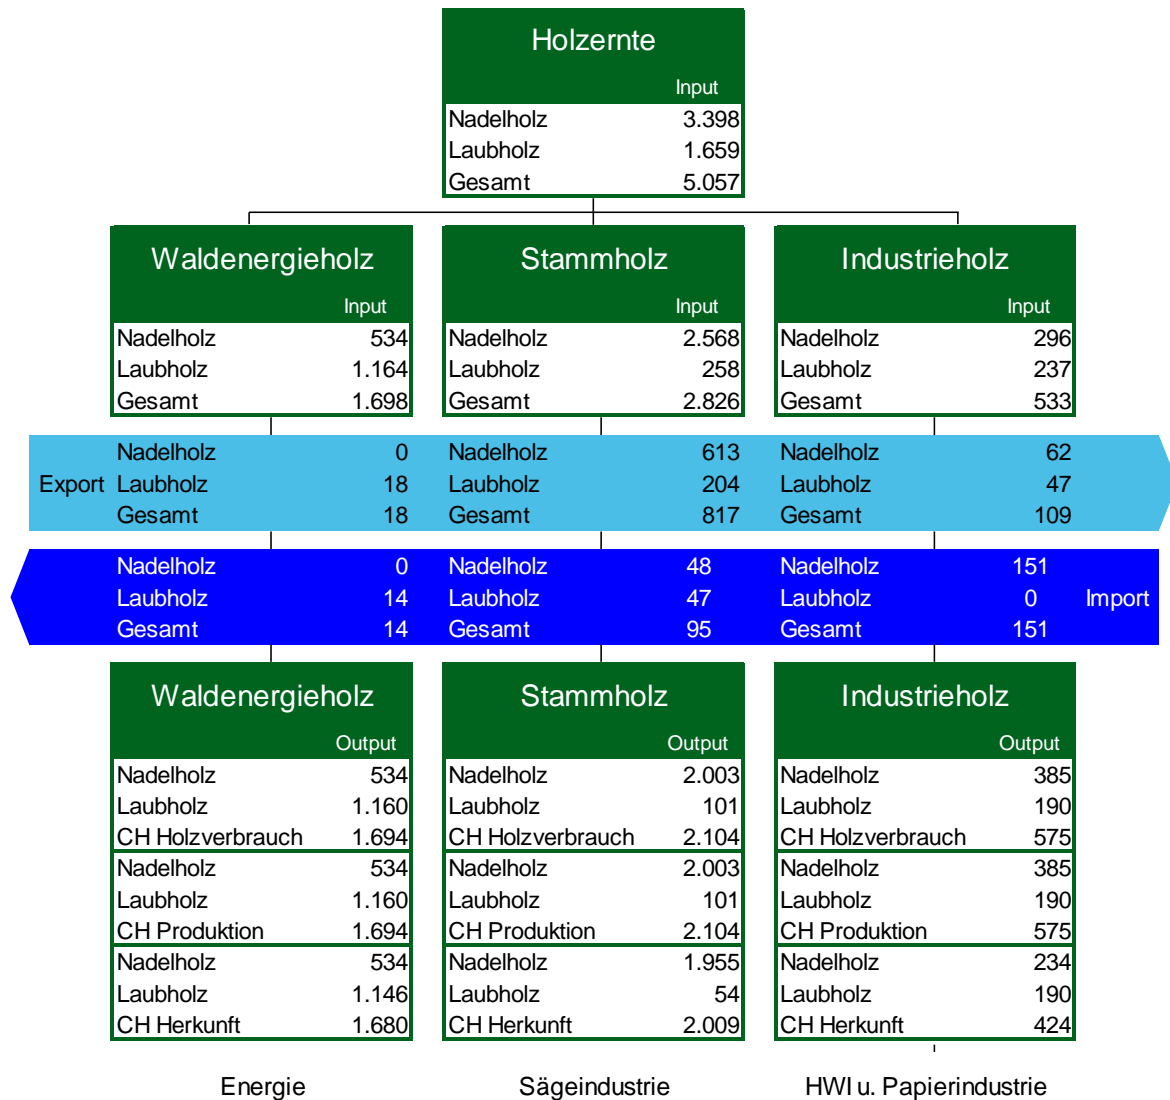 Holzernte
Input
Nadelholz 3.398
Laubholz 1.659
Gesamt 5.057
Waldenergieholz
Input
Nadelholz 534
Laubholz 1.164
Gesamt 1.698
Stammholz
Input
Nadelholz 2.568
Laubholz 258
Gesamt 2.826
Industrieholz
Input
Nadelholz 296
Laubholz 237
Gesamt 533
Nadelholz 0 Nadelholz 613 Nadelholz 62
Export Laubholz 18 Laubholz 204 Laubholz 47
Gesamt 18 Gesamt 817 Gesamt 109
Nadelholz 0 Nadelholz 48 Nadelholz 151
Laubholz 14 Laubholz 47 Laubholz 0 Import
Gesamt 14 Gesamt 95 Gesamt 151
Waldenergieholz
Output
Nadelholz 534
Laubholz 1.160
CH Holzverbrauch 1.694
Nadelholz 534
Laubholz 1.160
CH Produktion 1.694
Nadelholz 534
Laubholz 1.146
CH Herkunft 1.680
Energie
Stammholz
Output
Nadelholz 2.003
Laubholz 101
CH Holzverbrauch 2.104
Nadelholz 2.003
Laubholz 101
CH Produktion 2.104
Nadelholz 1.955
Laubholz 54
CH Herkunft 2.009
Sägeindustrie
Industrieholz
Output
Nadelholz 385
Laubholz 190
CH Holzverbrauch 575
Nadelholz 385
Laubholz 190
CH Produktion 575
Nadelholz 234
Laubholz 190
CH Herkunft 424
HWI u. Papierindustrie